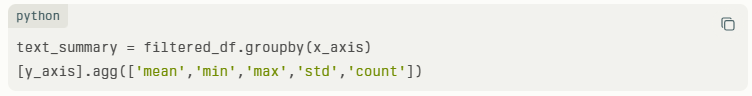 python
text_summary = filtered_df.groupby(x_axis)
[y_axis].agg(['mean','min','max','std','count'])